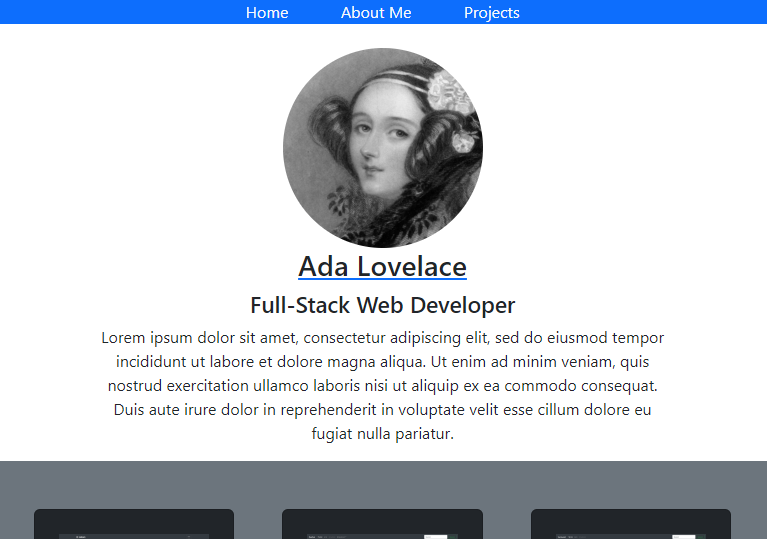 Home About Me Projects
Ada Lovelace
Full-Stack Web Developer
Lorem ipsum dolor sit amet, consectetur adipiscing elit, sed do eiusmod tempor
incididunt ut labore et dolore magna aliqua. Ut enim ad minim veniam, quis
nostrud exercitation ullamco laboris nisi ut aliquip ex ea commodo consequat.
Duis aute irure dolor in reprehenderit in voluptate velit esse cillum dolore eu
fugiat nulla pariatur.